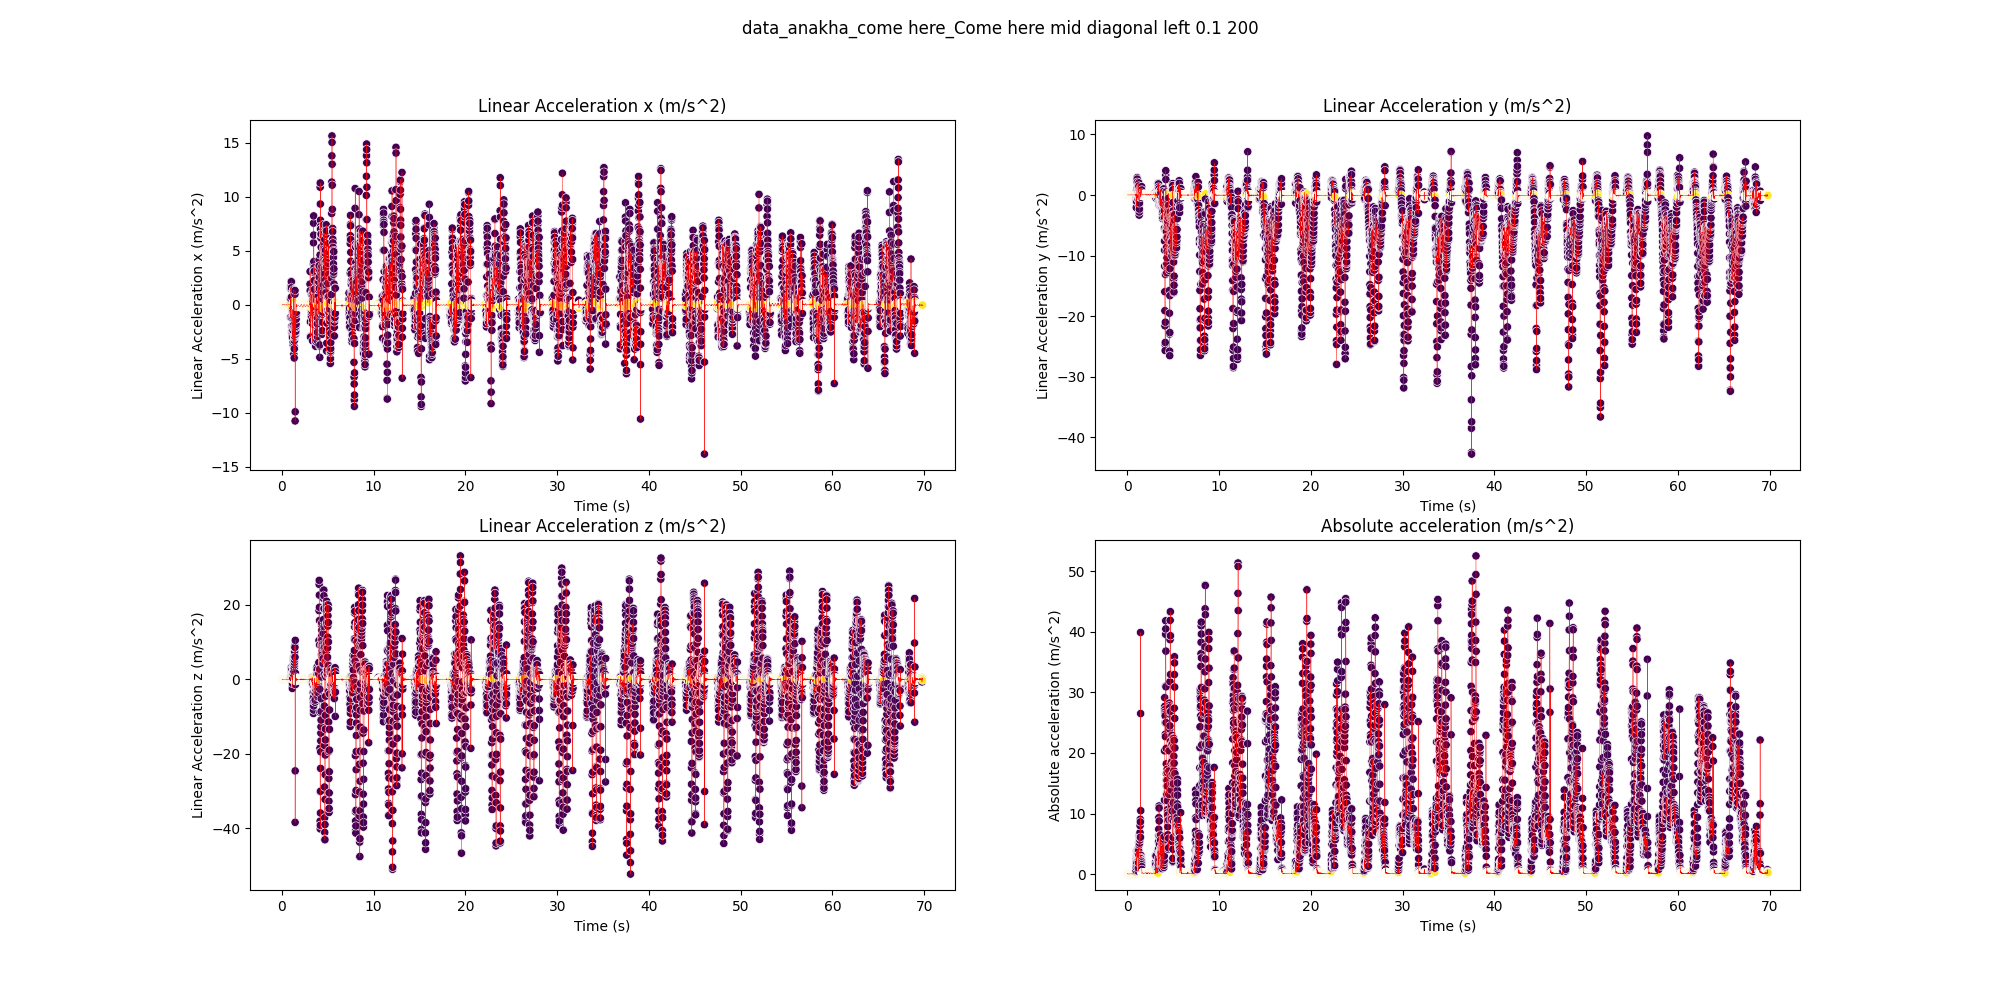 data_anakha_come here_Come here mid diagonal left 0.1 200
Linear Acceleration x (m/s^2)
Linear Acceleration x (m/s^2)
15
10
5
0
−5
−10
−15
0 10 20 30 40 50 60 70
Time (s)
Linear Acceleration y (m/s^2)
Linear Acceleration y (m/s^2)
10
0
−10
−20
−30
−40
0 10 20 30 40 50 60 70
Time (s)
Linear Acceleration z (m/s^2)
Linear Acceleration z (m/s^2)
20
0
−20
−40
0 10 20 30 40 50 60 70
Time (s)
Absolute acceleration (m/s^2)
Absolute acceleration (m/s^2)
50
40
30
20
10
0
0 10 20 30 40 50 60 70
Time (s)